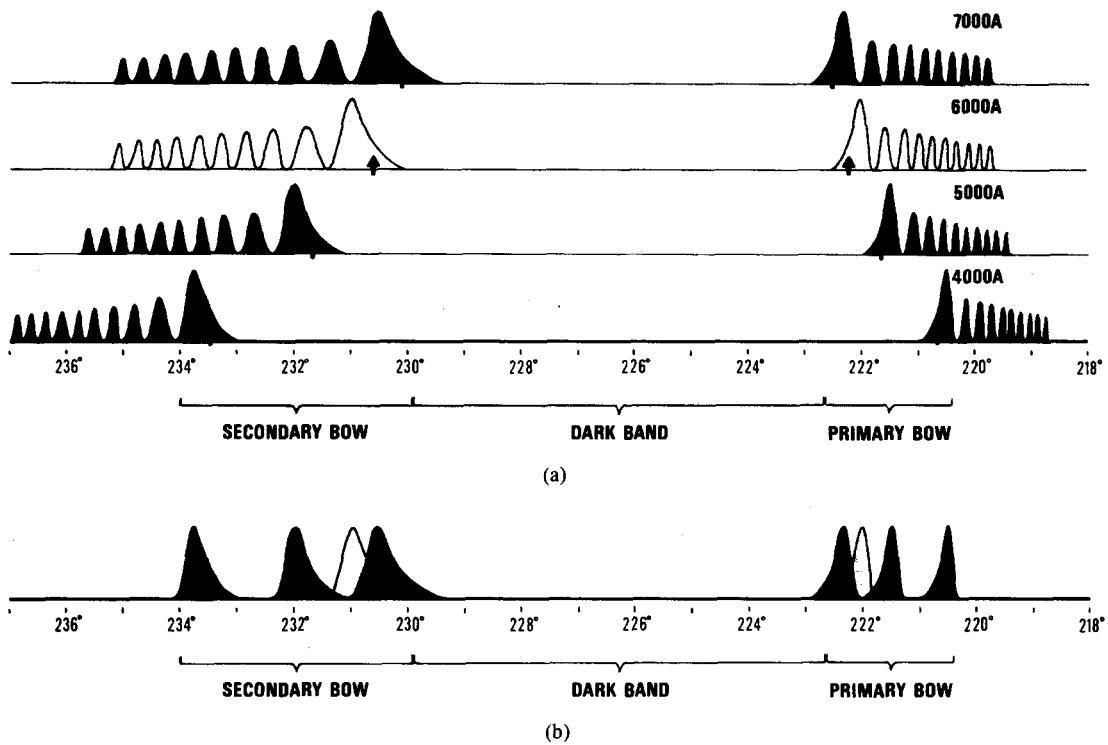 7000A
6000A
5000A
4000A
236° 234° 232° 230° 228° 226° 224° 222° 220° 218°
SECONDARY BOW DARK BAND PRIMARY BOW
(a)
236° 234° 232° 230° 228° 226° 224° 222° 220° 218°
SECONDARY BOW DARK BAND PRIMARY BOW
(b)